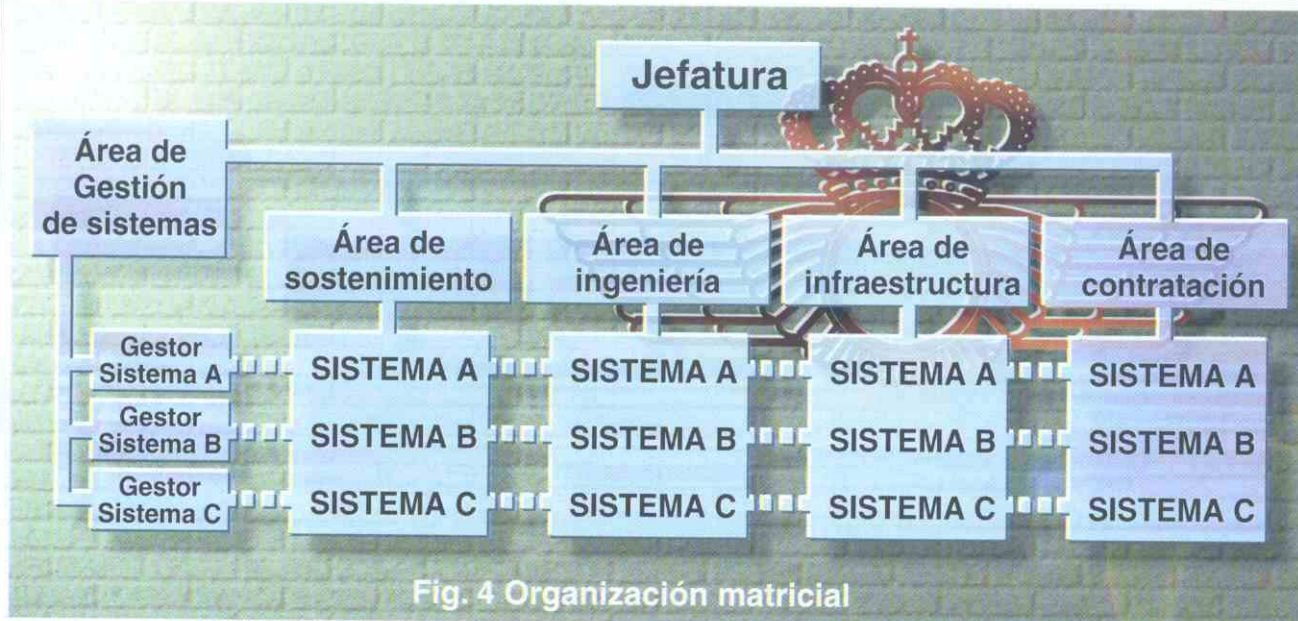 Jefatura
Área de
Gestión
de sistemas
Área de
sostenimiento
Área de
ingeniería
Área de
infraestructura
Área de
contratación
Gestor
Sistema A
SISTEMA A
SISTEMA A
SISTEMA A
SISTEMA A
Gestor
Sistema B
SISTEMA B
SISTEMA B
SISTEMA B
SISTEMA B
Gestor
Sistema C
SISTEMA C
SISTEMA C
SISTEMA C
SISTEMA C
Fig. 4 Organización matricial